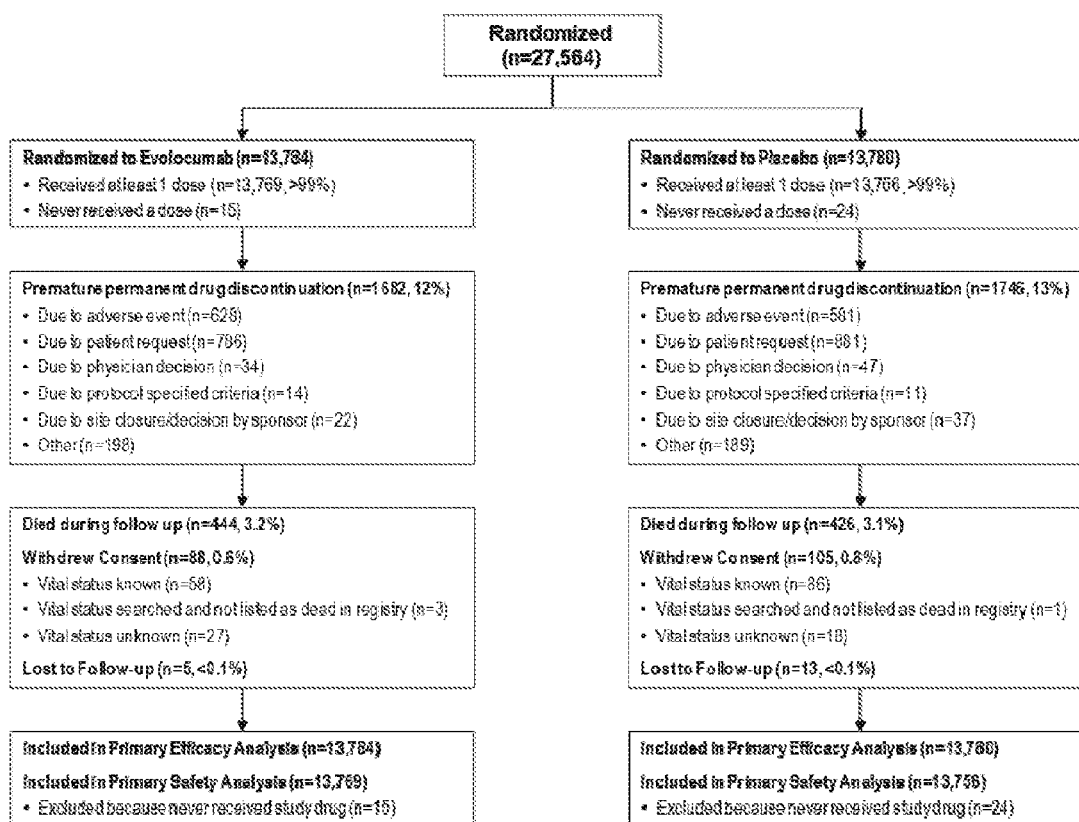 Randomized
(n=27,564)
Randomized to Evolocumab (n=13,784)
• Received at least 1 dose (n=13,769, >99%)
• Never received a dose (n=15)
Premature permanent drug discontinuation (n=1682, 12%)
• Due to adverse event (n=628)
• Due to patient request (n=786)
• Due to physician decision (n=34)
• Due to protocol specified criteria (n=14)
• Due to site closure/decision by sponsor (n=22)
• Other (n=198)
Died during follow up (n=444, 3.2%)
Withdrew Consent (n=88, 0.6%)
• Vital status known (n=58)
• Vital status searched and not listed as dead in registry (n=3)
• Vital status unknown (n=27)
Lost to Follow-up (n=5, <0.1%)
Included in Primary Efficacy Analysis (n=13,784)
Included in Primary Safety Analysis (n=13,769)
• Excluded because never received study drug (n=15)
Randomized to Placebo (n=13,780)
• Received at least 1 dose (n=13,756, >99%)
• Never received a dose (n=24)
Premature permanent drug discontinuation (n=1746, 13%)
• Due to adverse event (n=581)
• Due to patient request (n=881)
• Due to physician decision (n=47)
• Due to protocol specified criteria (n=11)
• Due to site closure/decision by sponsor (n=37)
• Other (n=189)
Died during follow up (n=426, 3.1%)
Withdrew Consent (n=105, 0.8%)
• Vital status known (n=86)
• Vital status searched and not listed as dead in registry (n=1)
• Vital status unknown (n=18)
Lost to Follow-up (n=13, <0.1%)
Included in Primary Efficacy Analysis (n=13,780)
Included in Primary Safety Analysis (n=13,756)
• Excluded because never received study drug (n=24)